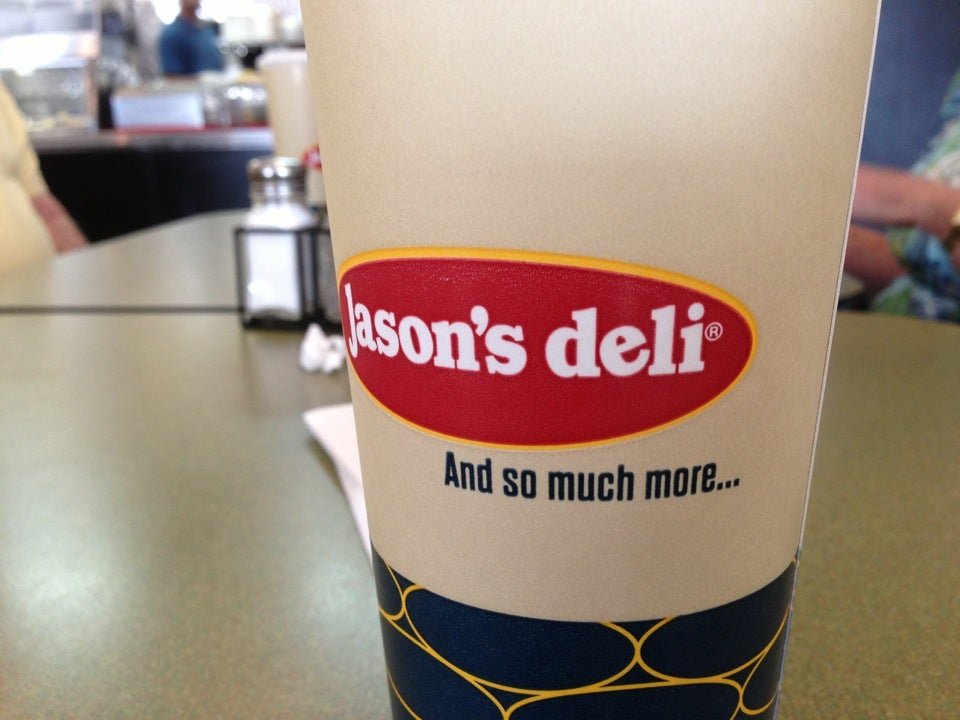 Jason's deli®
And so much more...